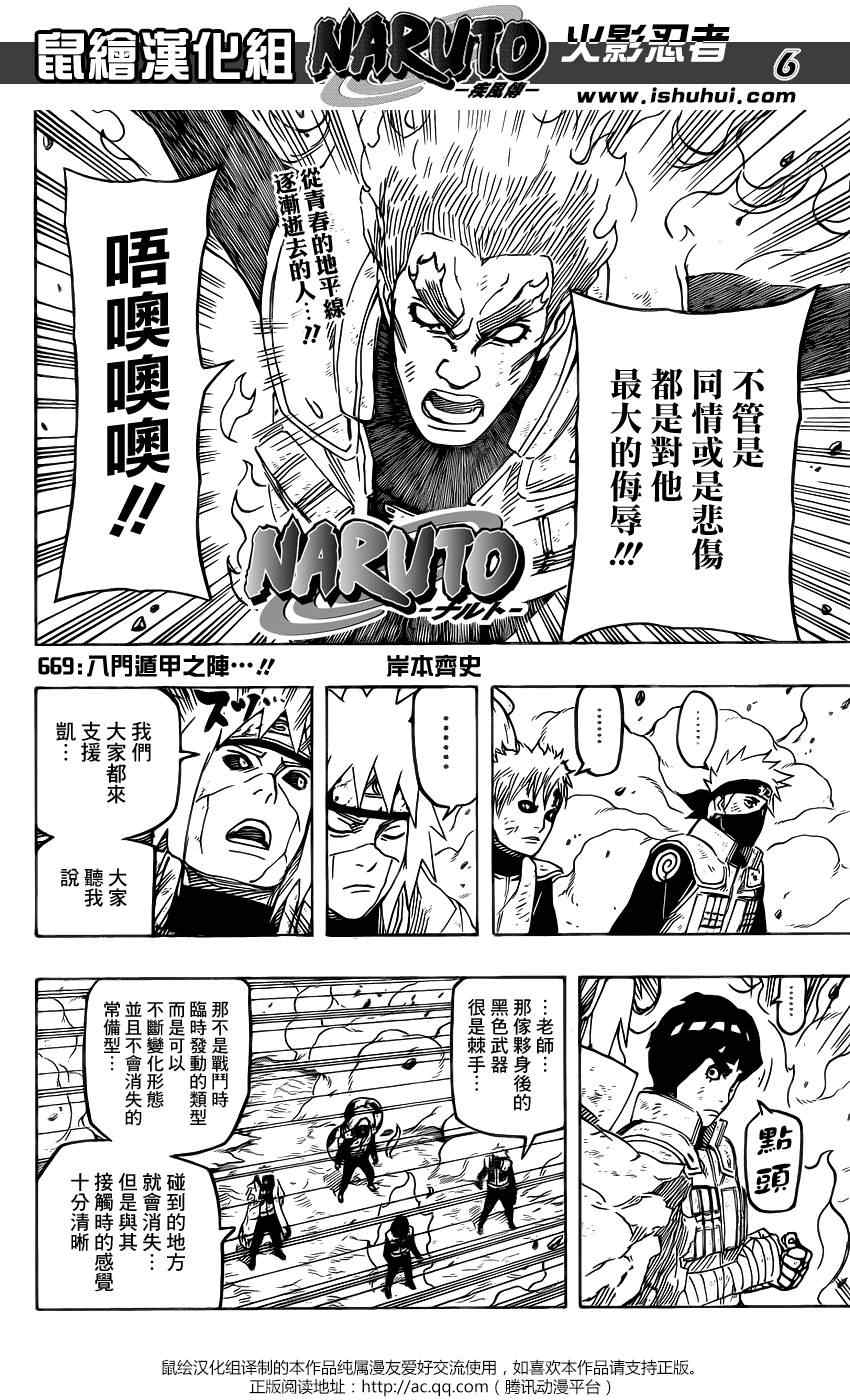 鼠繪漢化組
NARUTO
-疾風傳-
火影忍者
6
www.ishuhui.com
不管是
同情或是悲傷
都是對他
最大的侮辱!!!
從青春的地平線
逐漸逝去的人…!!
唔噢噢噢噢!!
NARUTO
-ナルト-
669:八門遁甲之陣…!!
岸本齊史
……
……
……
ズッ
我們
大家都來
支援
凱…
大家
聽我
說
……
點頭
…老師…
那傢夥身後的
黑色武器
很是棘手…
那不是戰鬥時
臨時發動的類型
而是可以
不斷變化形態
並且不會消失的
常備型…
碰到的地方
就會消失…
但是與其
接觸時的感覺
十分清晰
鼠绘汉化组译制的本作品纯属漫友爱好交流使用，如喜欢本作品请支持正版。
正版阅读地址：http://ac.qq.com（腾讯动漫平台）